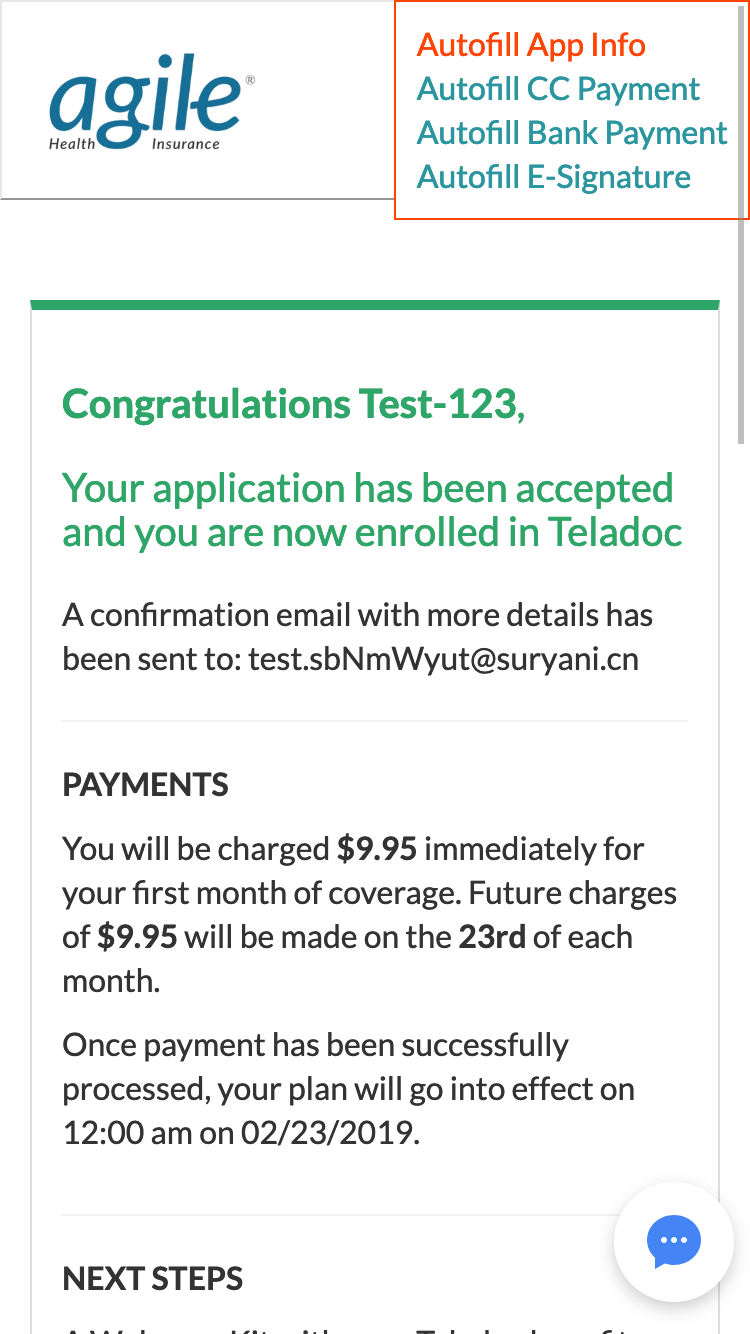 agile®
Health Insurance
Autofill App Info
Autofill CC Payment
Autofill Bank Payment
Autofill E-Signature
Congratulations Test-123,
Your application has been accepted
and you are now enrolled in Teladoc
A confirmation email with more details has
been sent to: test.sbNmWyut@suryani.cn
PAYMENTS
You will be charged $9.95 immediately for
your first month of coverage. Future charges
of $9.95 will be made on the 23rd of each
month.
Once payment has been successfully
processed, your plan will go into effect on
12:00 am on 02/23/2019.
NEXT STEPS